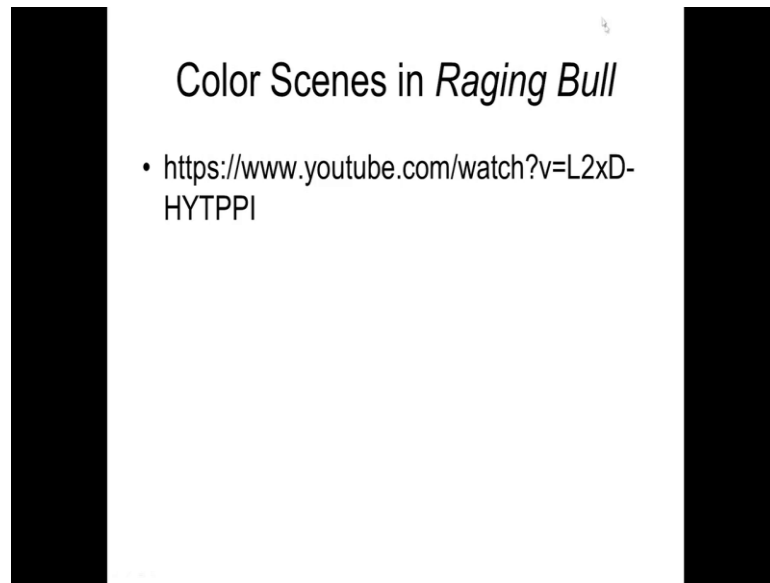 Color Scenes in Raging Bull
• https://www.youtube.com/watch?v=L2xD-
HYTPPI